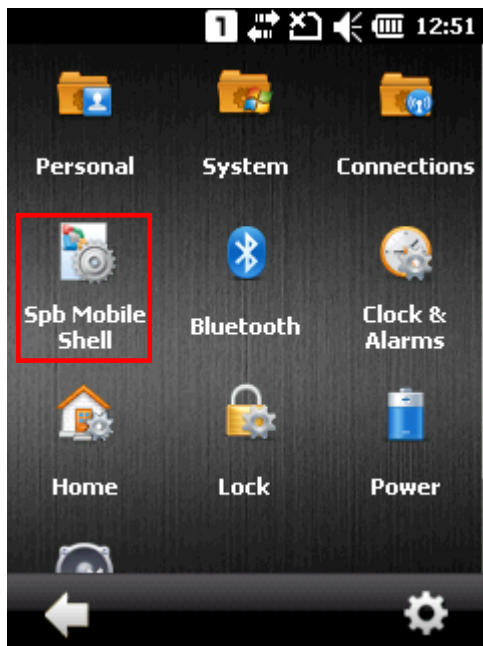 1 12:51
Personal System Connections
Spb Mobile Shell
Bluetooth
Clock & Alarms
Home Lock Power